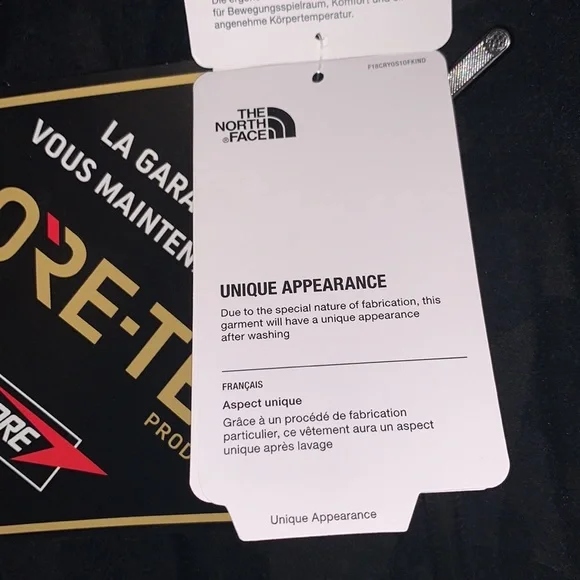 für Bewegungsspielraum, Komfort und
angenehme Körpertemperatur.
F18CRYOS1OFKIND
THE
NORTH
FACE
UNIQUE APPEARANCE
Due to the special nature of fabrication, this
garment will have a unique appearance
after washing
FRANÇAIS
Aspect unique
Grâce à un procédé de fabrication
particulier, ce vêtement aura un aspect
unique après lavage
Unique Appearance
LA GARA
VOUS MAINTEN
ORE-TE
PROD
ORE